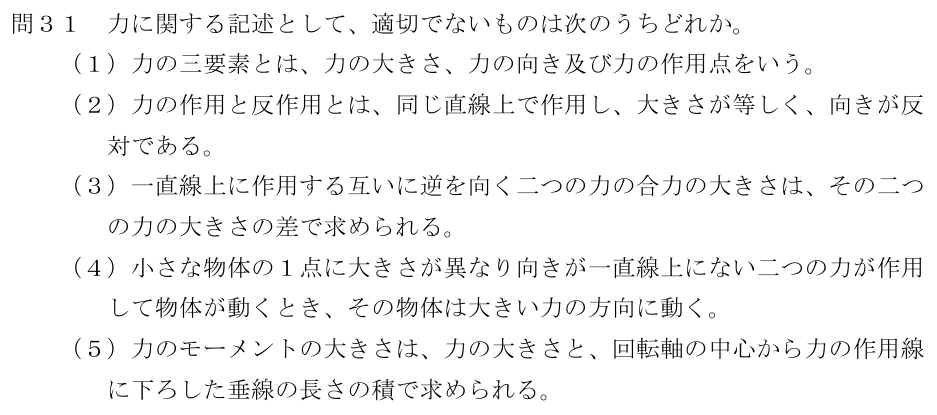 問３１　力に関する記述として、適切でないものは次のうちどれか。
（１）力の三要素とは、力の大きさ、力の向き及び力の作用点をいう。
（２）力の作用と反作用とは、同じ直線上で作用し、大きさが等しく、向きが反
対である。
（３）一直線上に作用する互いに逆を向く二つの力の合力の大きさは、その二つ
の力の大きさの差で求められる。
（４）小さな物体の１点に大きさが異なり向きが一直線上にない二つの力が作用
して物体が動くとき、その物体は大きい力の方向に動く。
（５）力のモーメントの大きさは、力の大きさと、回転軸の中心から力の作用線
に下ろした垂線の長さの積で求められる。